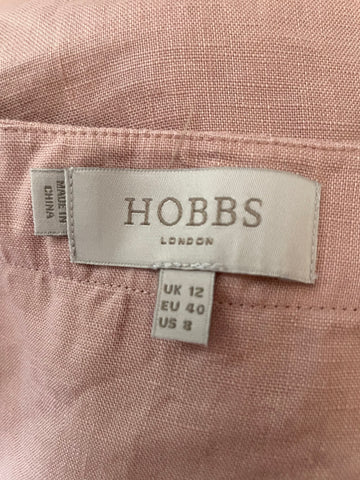 MADE IN
CHINA
HOBBS
LONDON
UK 12
EU 40
US 8